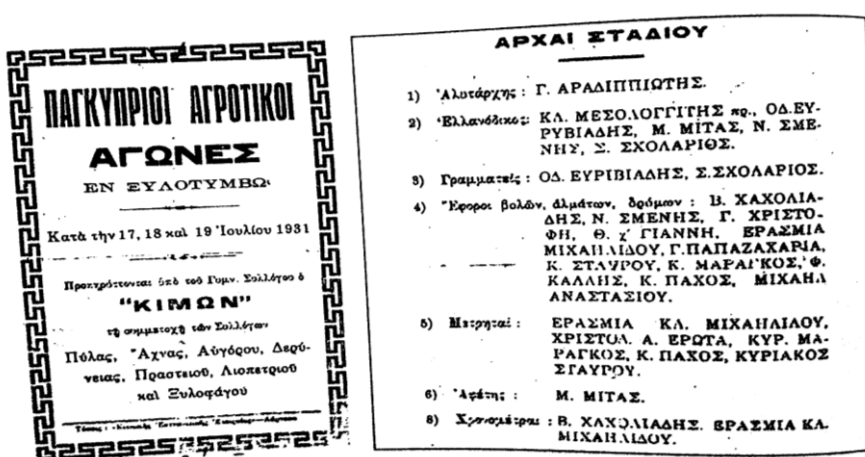 ΠΑΓΚΥΠΡΙΟΙ ΑΓΡΟΤΙΚΟΙ
ΑΓΩΝΕΣ
ΕΝ ΞΥΛΟΤΥΜΒΩ
Κατὰ τὴν 17, 18 καὶ 19 Ἰουλίου 1931
Προκηρύττονται ὑπὸ τοῦ Γυμν. Συλλόγου ὁ
"ΚΙΜΩΝ"
τῇ συμμετοχῇ τῶν Συλλόγων
Πύλας, Ἄχνας, Αὐγόρου, Δερύ-
νειας, Πραστειοῦ, Λιοπετριοῦ
καὶ Ξυλοφάγου
ΑΡΧΑΙ ΣΤΑΔΙΟΥ
1) Ἀλυτάρχης : Γ. ΑΡΑΔΙΠΠΙΩΤΗΣ.
2) Ἑλλανόδικος: ΚΛ. ΜΕΣΟΛΟΓΓΙΤΗΣ πρ., ΟΔ.ΕΥ-
ΡΥΒΙΑΔΗΣ, Μ. ΜΙΤΑΣ, Ν. ΣΜΕ-
ΝΗΣ, Σ. ΣΧΟΛΑΡΙΟΣ.
3) Γραμματεῖς : ΟΔ. ΕΥΡΙΒΙΑΔΗΣ, Σ.ΣΧΟΛΑΡΙΟΣ.
4) Ἔφοροι βολῶν, ἁλμάτων, δρόμων : Β. ΧΑΧΟΛΙΑ-
ΔΗΣ, Ν. ΣΜΕΝΗΣ, Γ. ΧΡΙΣΤΟ-
ΦΗ, Θ. χ΄ ΓΙΑΝΝΗ, ΕΡΑΣΜΙΑ
ΜΙΧΑΗΛΙΔΟΥ, Γ.ΠΑΠΑΖΑΧΑΡΙΑ,
Κ. ΣΤΑΥΡΟΥ, Κ. ΜΑΡΑΓΚΟΣ, Φ.
ΚΑΛΛΗΣ, Κ. ΠΑΧΟΣ, ΜΙΧΑΗΛ
ΑΝΑΣΤΑΣΙΟΥ.
5) Μετρηταί : ΕΡΑΣΜΙΑ ΚΛ. ΜΙΧΑΗΛΙΔΟΥ,
ΧΡΙΣΤΟΔ. Α. ΕΡΩΤΑ, ΚΥΡ. ΜΑ-
ΡΑΓΚΟΣ, Κ. ΠΑΧΟΣ, ΚΥΡΙΑΚΟΣ
ΣΤΑΥΡΟΥ.
6) Ἀφέτης : Μ. ΜΙΤΑΣ.
8) Χρονομέτραι : Β. ΧΑΧΟΛΙΑΔΗΣ. ΕΡΑΣΜΙΑ ΚΛ.
ΜΙΧΑΗΛΙΔΟΥ.